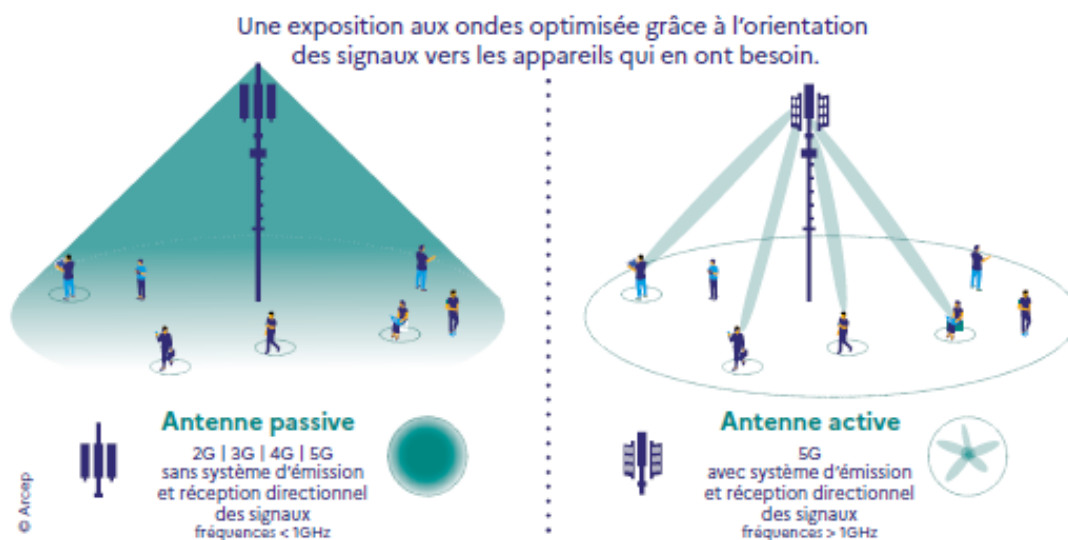 Une exposition aux ondes optimisée grâce à l'orientation
des signaux vers les appareils qui en ont besoin.
Antenne passive
2G | 3G | 4G | 5G
sans système d'émission
et réception directionnel
des signaux
fréquences < 1GHz
Antenne active
5G
avec système d'émission
et réception directionnel
des signaux
fréquences > 1GHz
© Arcep